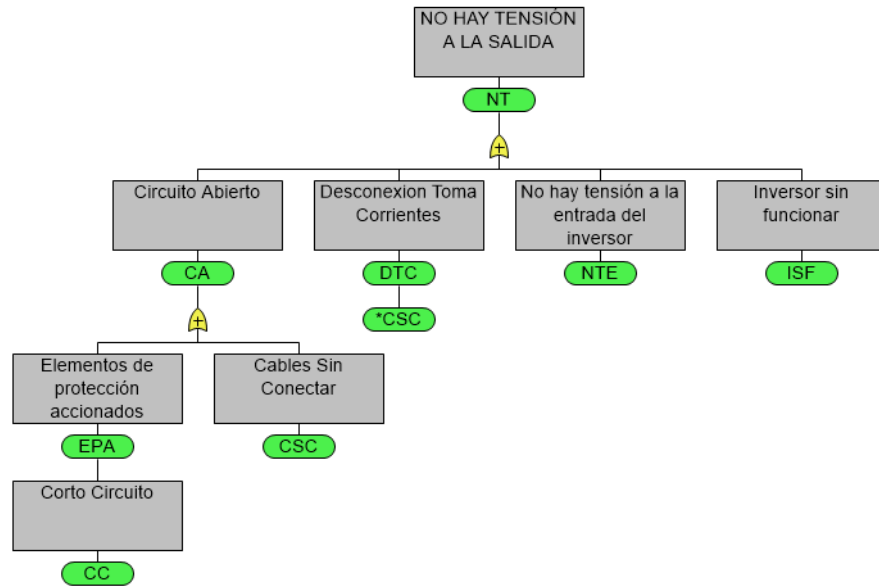 NO HAY TENSIÓN
A LA SALIDA
NT
+
Circuito Abierto
CA
Desconexion Toma
Corrientes
DTC
*CSC
No hay tensión a la
entrada del
inversor
NTE
Inversor sin
funcionar
ISF
+
Elementos de
protección
accionados
EPA
Cables Sin
Conectar
CSC
Corto Circuito
CC